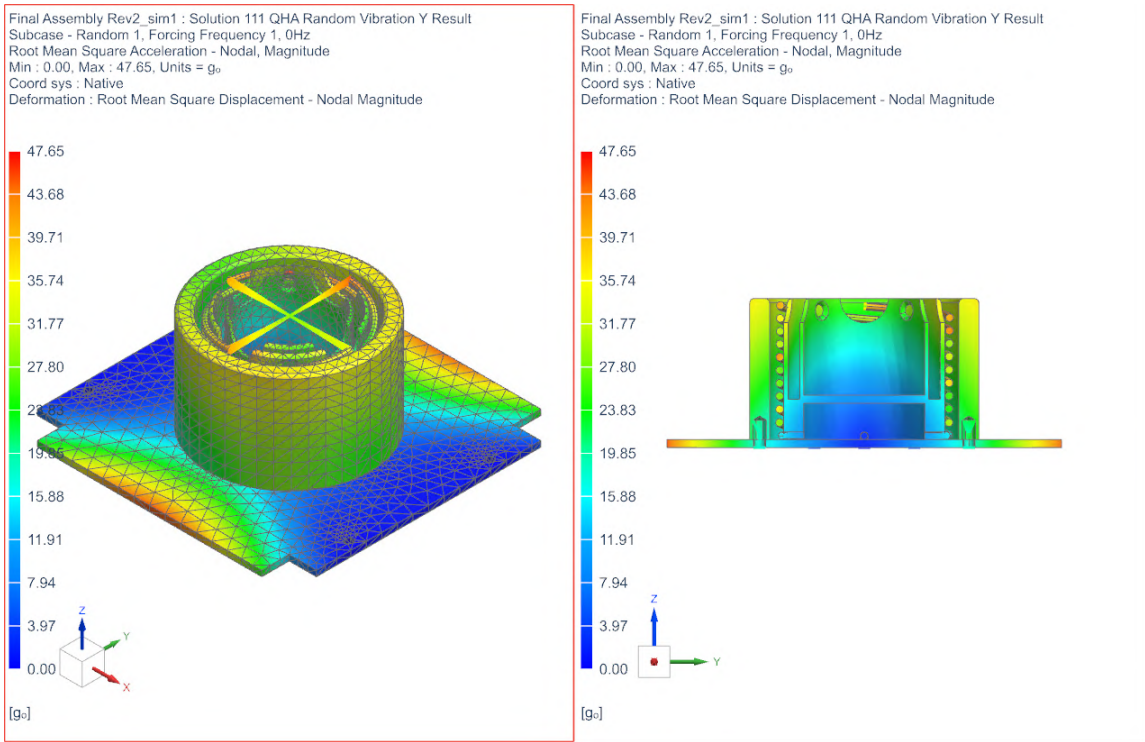 Final Assembly Rev2_sim1 : Solution 111 QHA Random Vibration Y Result
Subcase - Random 1, Forcing Frequency 1, 0Hz
Root Mean Square Acceleration - Nodal, Magnitude
Min : 0.00, Max : 47.65, Units = g₀
Coord sys : Native
Deformation : Root Mean Square Displacement - Nodal Magnitude
47.65
43.68
39.71
35.74
31.77
27.80
23.83
19.85
15.88
11.91
7.94
3.97
0.00
[g₀]
Z
Y
X
Final Assembly Rev2_sim1 : Solution 111 QHA Random Vibration Y Result
Subcase - Random 1, Forcing Frequency 1, 0Hz
Root Mean Square Acceleration - Nodal, Magnitude
Min : 0.00, Max : 47.65, Units = g₀
Coord sys : Native
Deformation : Root Mean Square Displacement - Nodal Magnitude
47.65
43.68
39.71
35.74
31.77
27.80
23.83
19.85
15.88
11.91
7.94
3.97
0.00
[g₀]
Z
Y